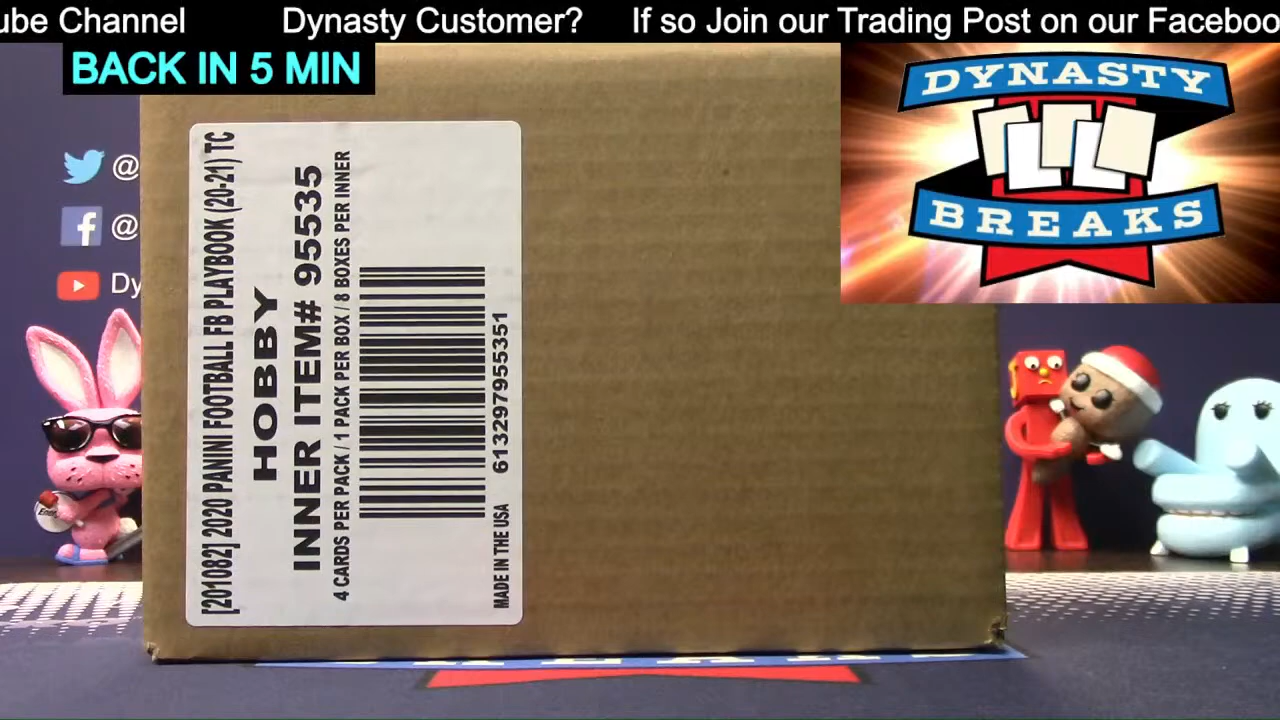 ube Channel Dynasty Customer? If so Join our Trading Post on our Faceboo
BACK IN 5 MIN
DYNASTY
BREAKS
@
@
Dy
[201082] 2020 PANINI FOOTBALL FB PLAYBOOK (20-21) TC
HOBBY
INNER ITEM# 95535
4 CARDS PER PACK / 1 PACK PER BOX / 8 BOXES PER INNER
613297955351
MADE IN THE USA